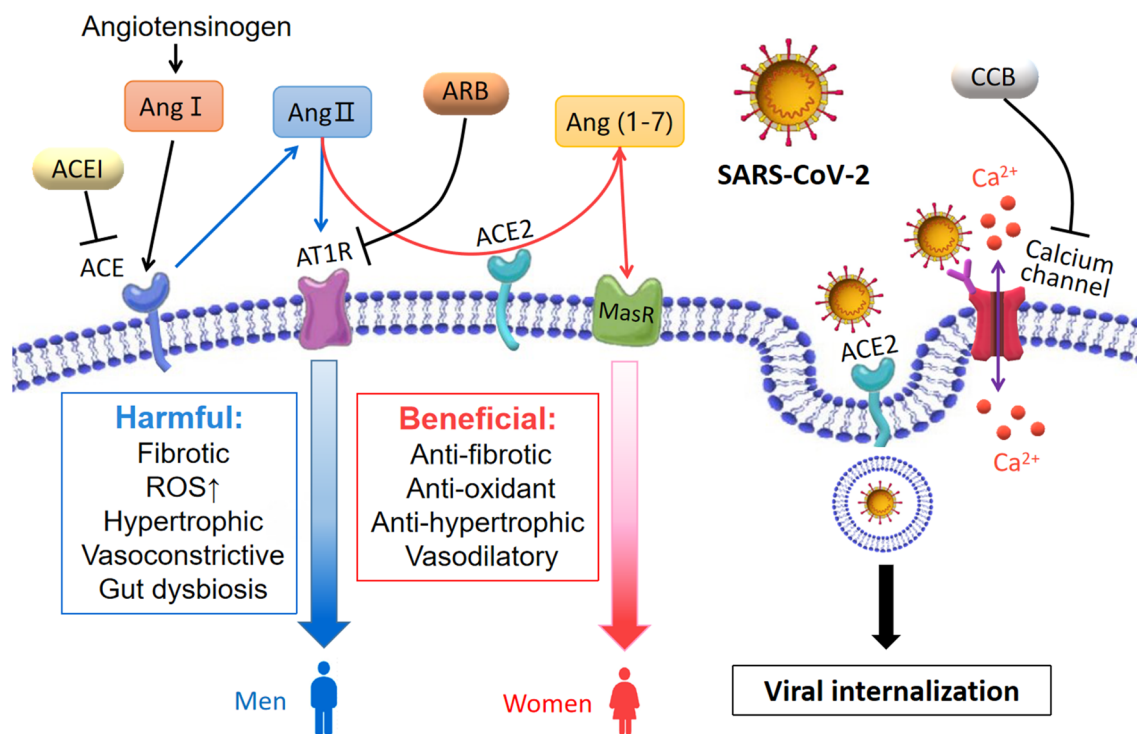 Angiotensinogen
Ang Ⅰ
Ang Ⅱ
ARB
Ang (1-7)
ACEI
ACE
AT1R
ACE2
MasR
SARS-CoV-2
CCB
Ca²⁺
Calcium
channel
ACE2
Ca²⁺
Harmful:
Fibrotic
ROS↑
Hypertrophic
Vasoconstrictive
Gut dysbiosis
Beneficial:
Anti-fibrotic
Anti-oxidant
Anti-hypertrophic
Vasodilatory
Men
Women
Viral internalization